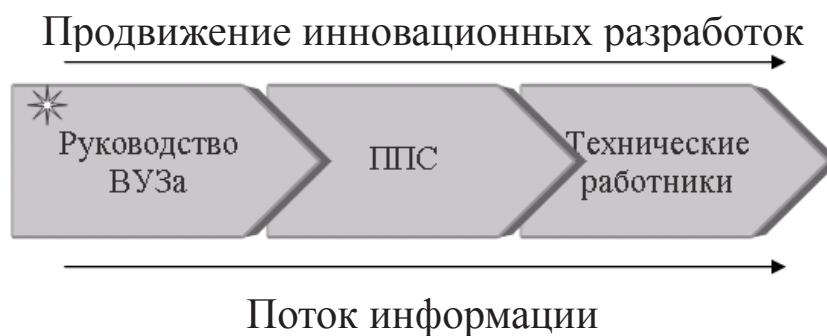 Продвижение инновационных разработок
Руководство
ВУЗа
ППС
Технические
работники
Поток информации